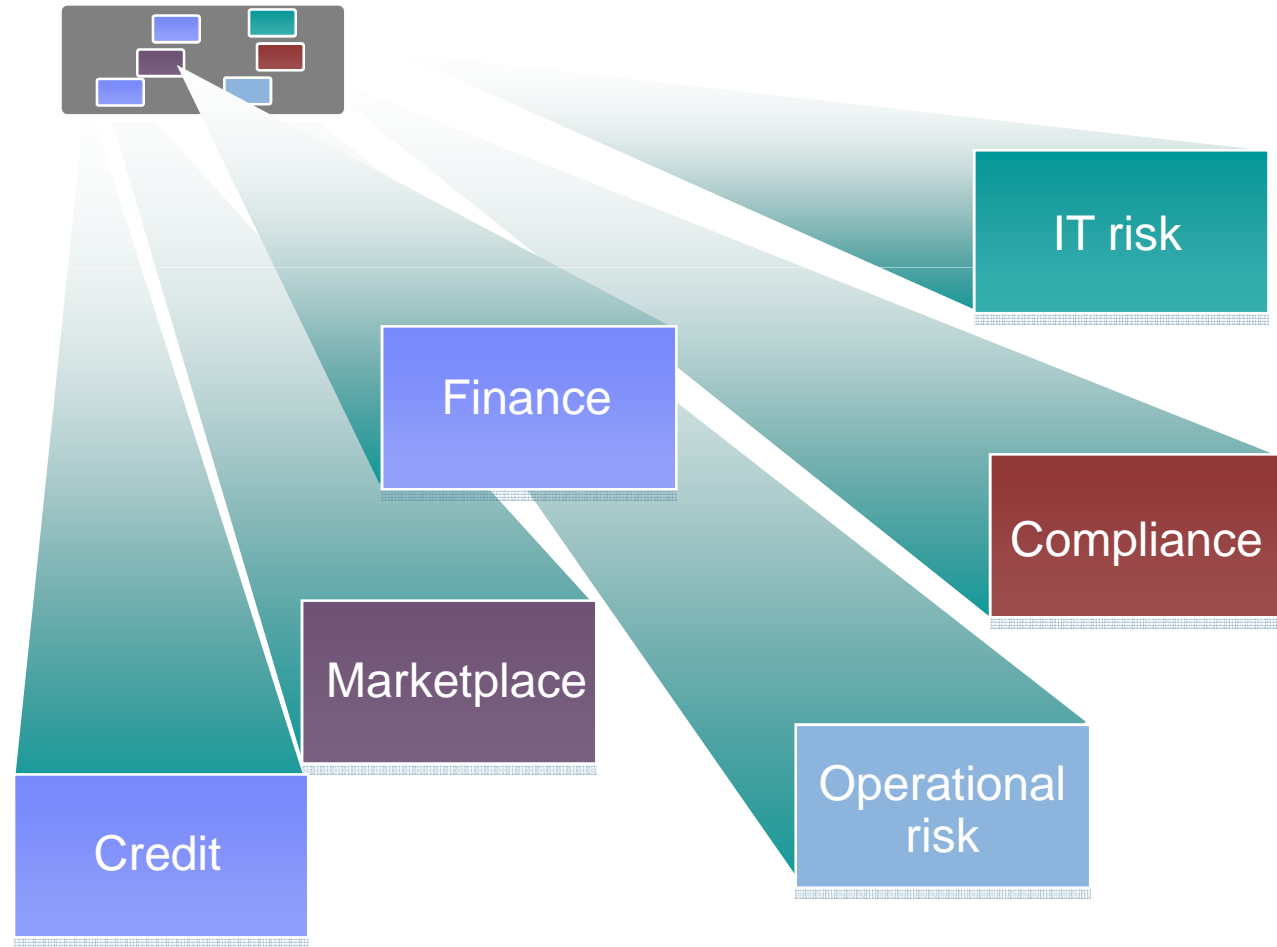 IT risk
Finance
Compliance
Marketplace
Operational
risk
Credit